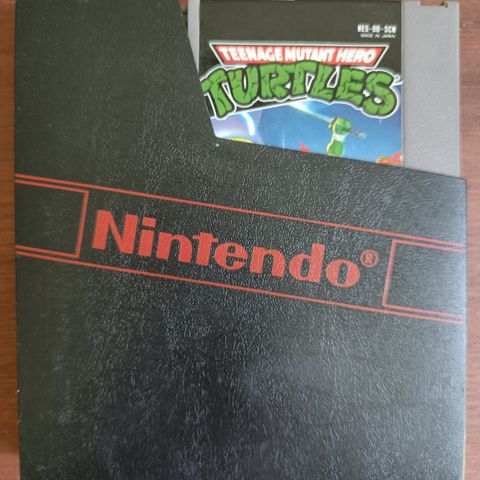 NES-88-SCN
MADE IN JAPAN
TEENAGE MUTANT HERO
TURTLES
Nintendo®